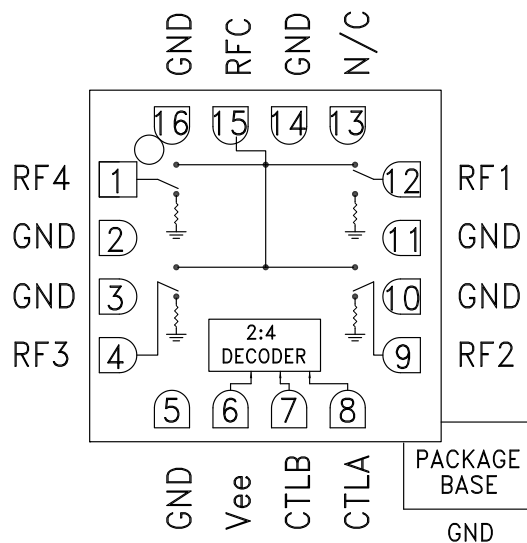 GND
RFC
GND
N/C
16
15
14
13
RF4
1
12
RF1
GND
2
11
GND
GND
3
10
GND
RF3
4
2:4
DECODER
9
RF2
5
6
7
8
GND
Vee
CTLB
CTLA
PACKAGE
BASE
GND